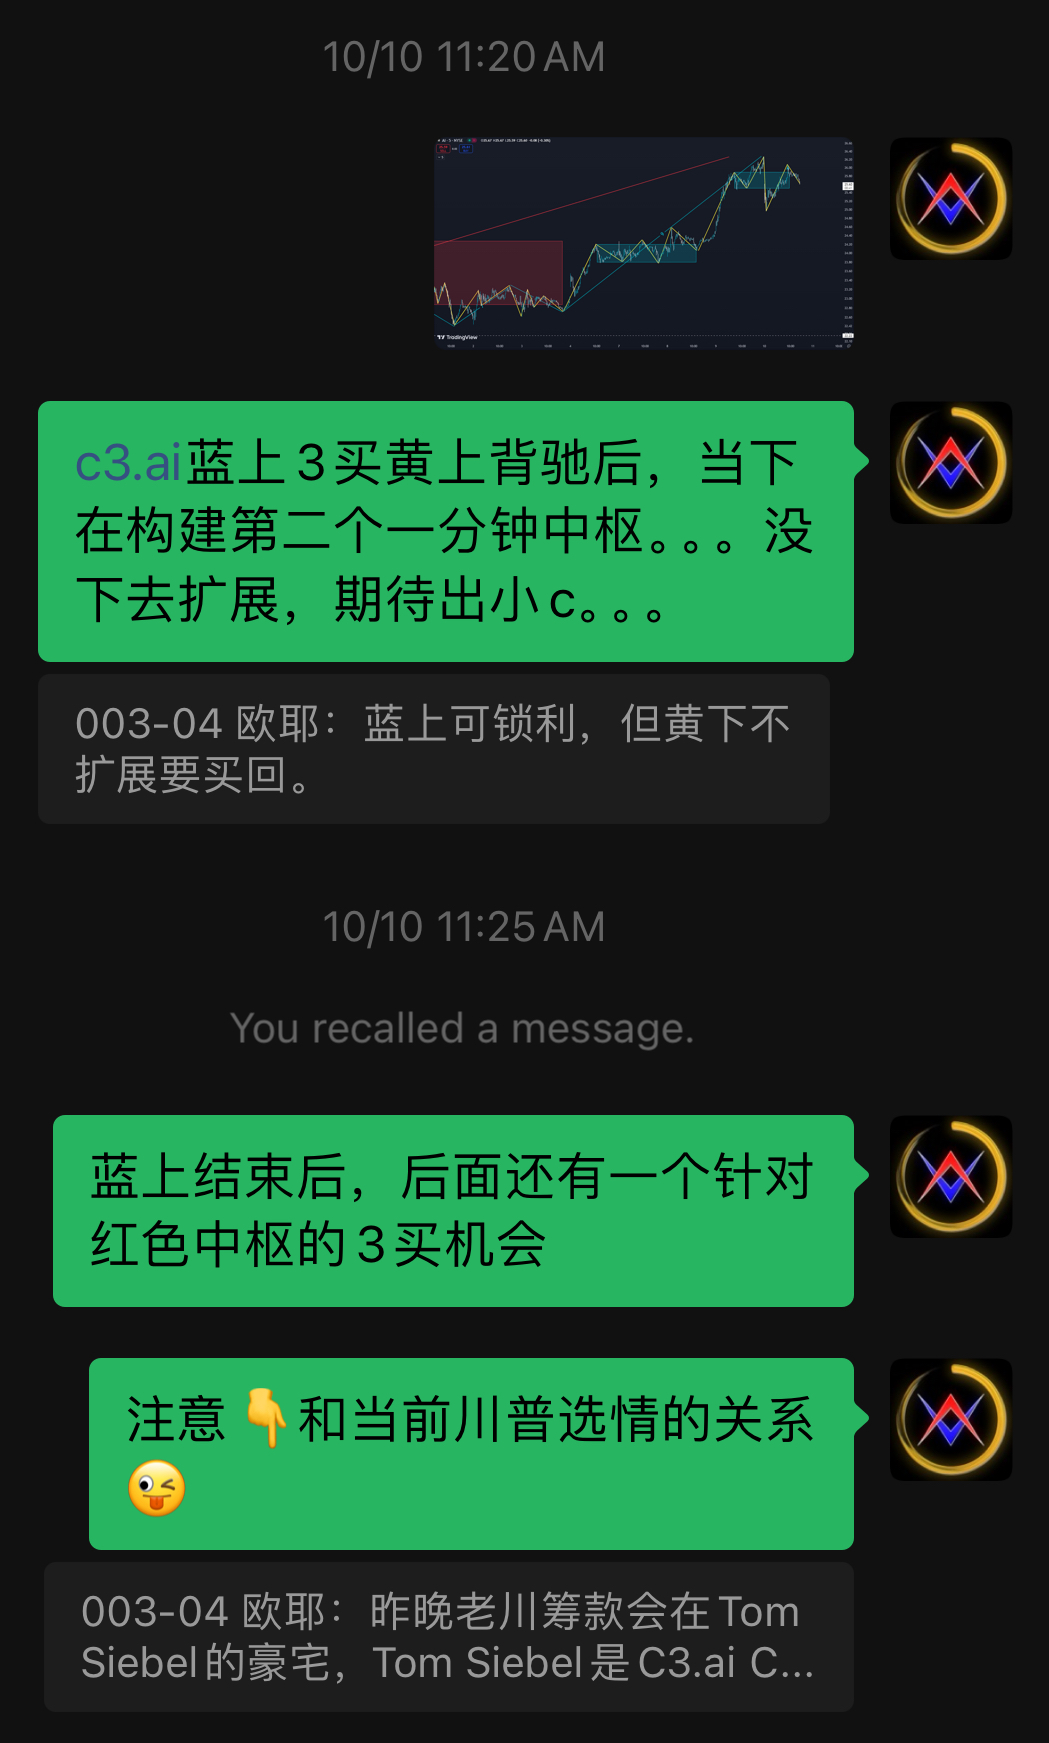 10/10 11:20 AM
TradingView
c3.ai蓝上3买黄上背驰后，当下
在构建第二个一分钟中枢。。。没
下去扩展，期待出小c。。。
003-04 欧耶：蓝上可锁利，但黄下不
扩展要买回。
10/10 11:25 AM
You recalled a message.
蓝上结束后，后面还有一个针对
红色中枢的3买机会
注意👇和当前川普选情的关系
😜
003-04 欧耶：昨晚老川筹款会在Tom
Siebel的豪宅，Tom Siebel是C3.ai C...